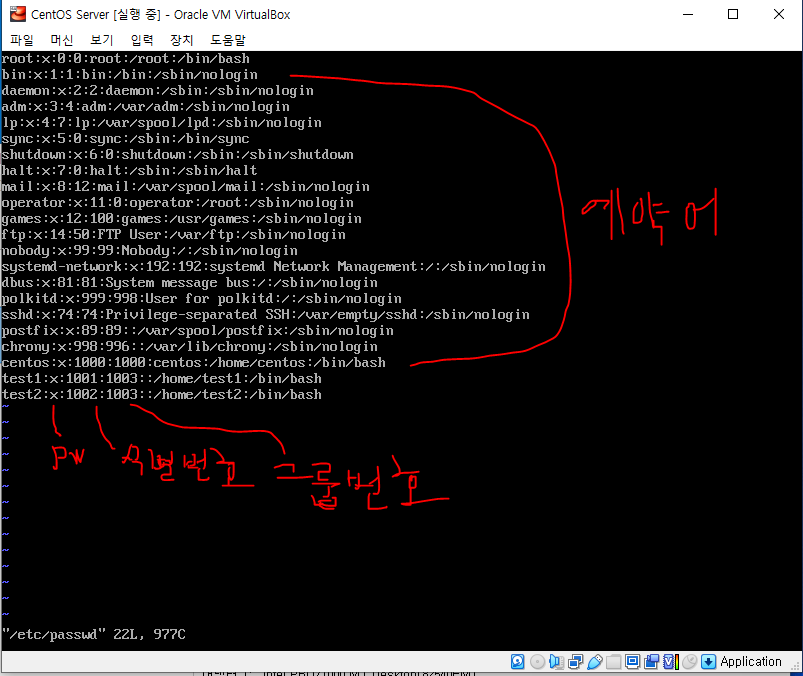 CentOS Server [실행 중] - Oracle VM VirtualBox
파일 머신 보기 입력 장치 도움말
root:x:0:0:root:/root:/bin/bash
bin:x:1:1:bin:/bin:/sbin/nologin
daemon:x:2:2:daemon:/sbin:/sbin/nologin
adm:x:3:4:adm:/var/adm:/sbin/nologin
lp:x:4:7:lp:/var/spool/lpd:/sbin/nologin
sync:x:5:0:sync:/sbin:/bin/sync
shutdown:x:6:0:shutdown:/sbin:/sbin/shutdown
halt:x:7:0:halt:/sbin:/sbin/halt
mail:x:8:12:mail:/var/spool/mail:/sbin/nologin
operator:x:11:0:operator:/root:/sbin/nologin
games:x:12:100:games:/usr/games:/sbin/nologin
ftp:x:14:50:FTP User:/var/ftp:/sbin/nologin
nobody:x:99:99:Nobody:/:/sbin/nologin
systemd-network:x:192:192:systemd Network Management:/:/sbin/nologin
dbus:x:81:81:System message bus:/:/sbin/nologin
polkitd:x:999:998:User for polkitd:/:/sbin/nologin
sshd:x:74:74:Privilege-separated SSH:/var/empty/sshd:/sbin/nologin
postfix:x:89:89::/var/spool/postfix:/sbin/nologin
chrony:x:998:996::/var/lib/chrony:/sbin/nologin
centos:x:1000:1000:centos:/home/centos:/bin/bash
test1:x:1001:1003::/home/test1:/bin/bash
test2:x:1002:1003::/home/test2:/bin/bash
예약어
PW 식별번호 그룹번호
~
~
~
~
~
~
~
~
~
~
~
~
~
~
"/etc/passwd" 22L, 977C
Application